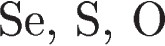 Se, S, O